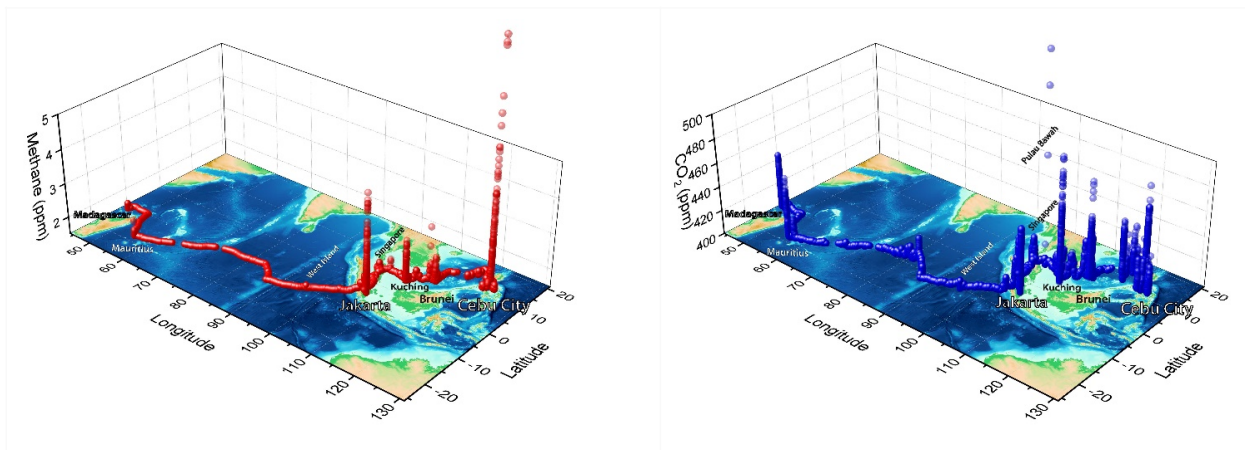 5
4
3
2
Methane (ppm)
Madagascar
Mauritius
West Island
Singapore
Jakarta
Kuching
Brunei
Cebu City
50
60
70
80
90
100
110
120
130
Longitude
-20
-10
0
10
20
Latitude
500
480
460
440
420
400
CO2 (ppm)
Madagascar
Mauritius
West Island
Singapore
Pulau Bawah
Jakarta
Kuching
Brunei
Cebu City
50
60
70
80
90
100
110
120
130
Longitude
-20
-10
0
10
20
Latitude